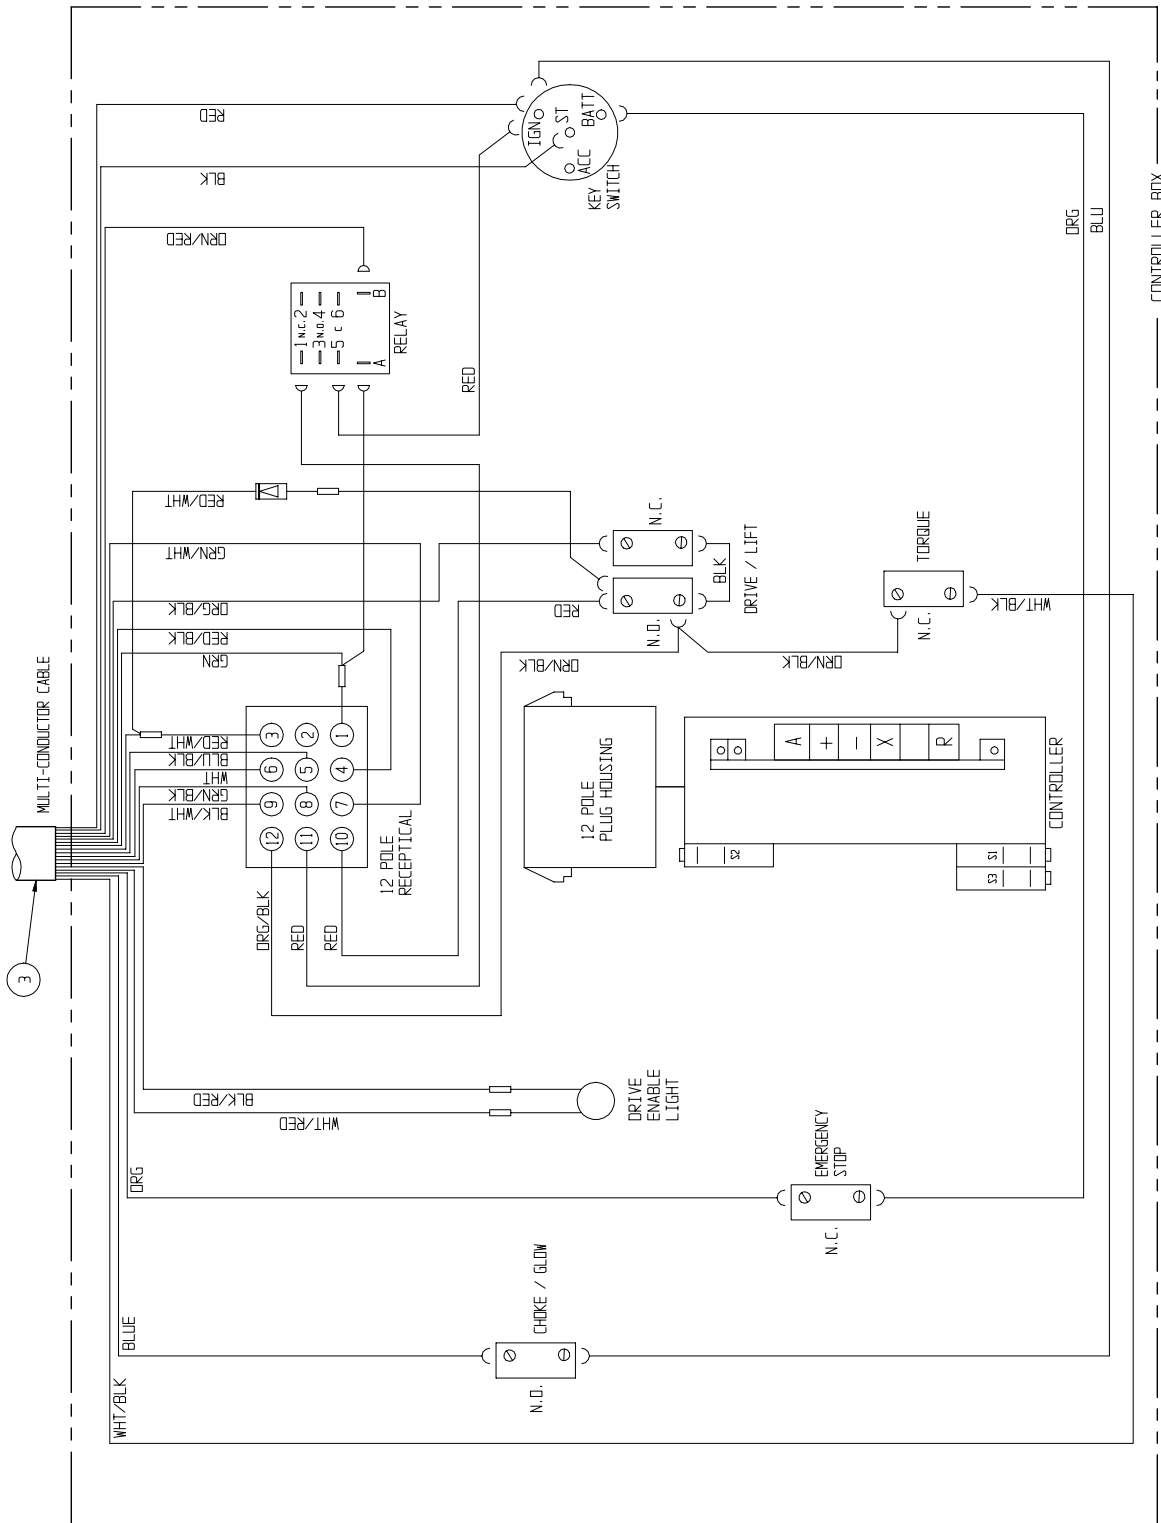 MULTI-CONDUCTOR CABLE
3
RED
BLK
ORN/RED
RED/WHT
GRN/WHT
ORG/BLK
RED/BLK
GRN
RED/WHT
BLU/BLK
WHT
GRN/BLK
BLK/WHT
BLK/RED
WHT/RED
ORG
BLUE
WHT/BLK
IGN
ST
BATT
ACC
KEY
SWITCH
1 N.C. 2
3 N.O. 4
5 C 6
A
B
RELAY
RED
ORG
BLU
CONTROLLER BOX
N.C.
N.O.
BLK
RED
DRIVE / LIFT
ORN/BLK
ORN/BLK
TORQUE
N.C.
WHT/BLK
3
2
1
6
5
4
9
8
7
12
11
10
12 POLE
RECEPTICAL
ORG/BLK
RED
RED
12 POLE
PLUG HOUSING
A
+
-
X
R
S2
S1
S3
CONTROLLER
DRIVE
ENABLE
LIGHT
EMERGENCY
STOP
N.C.
CHOKE / GLOW
N.O.